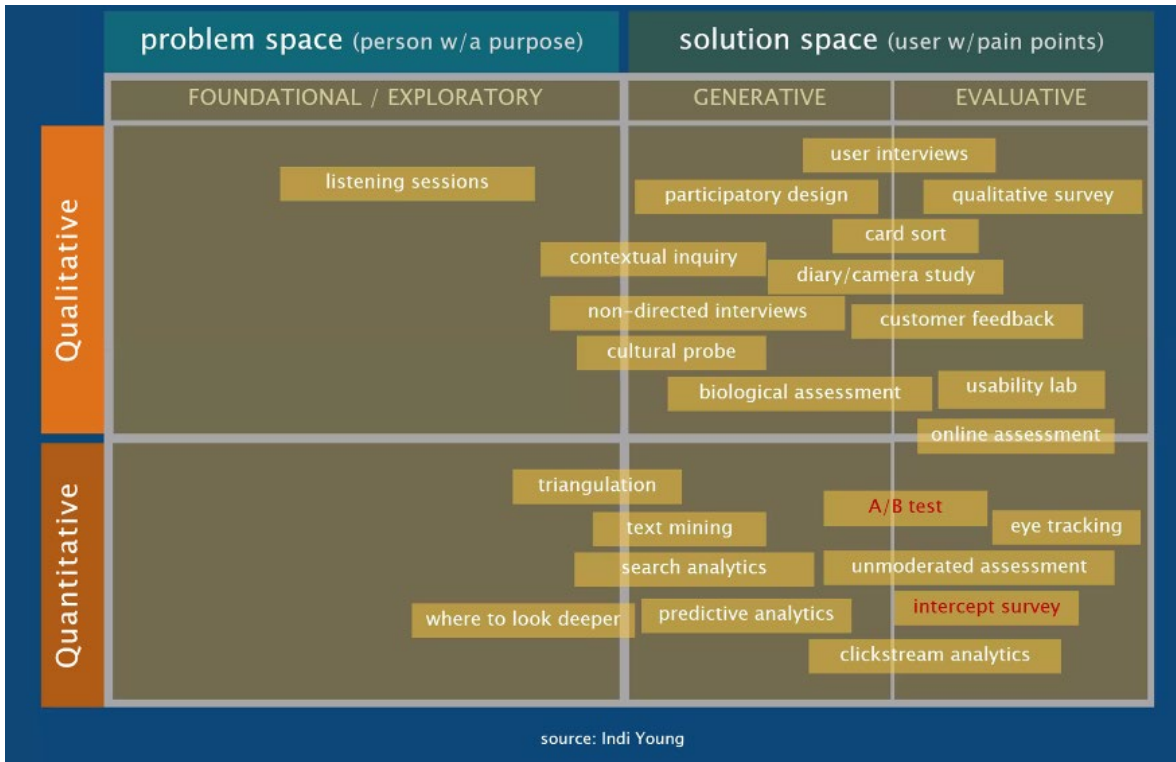 problem space (person w/a purpose)
solution space (user w/pain points)
FOUNDATIONAL / EXPLORATORY
GENERATIVE
EVALUATIVE
Qualitative
user interviews
listening sessions
participatory design
qualitative survey
card sort
contextual inquiry
diary/camera study
non-directed interviews
customer feedback
cultural probe
biological assessment
usability lab
online assessment
Quantitative
triangulation
A/B test
text mining
eye tracking
search analytics
unmoderated assessment
where to look deeper
predictive analytics
intercept survey
clickstream analytics
source: Indi Young